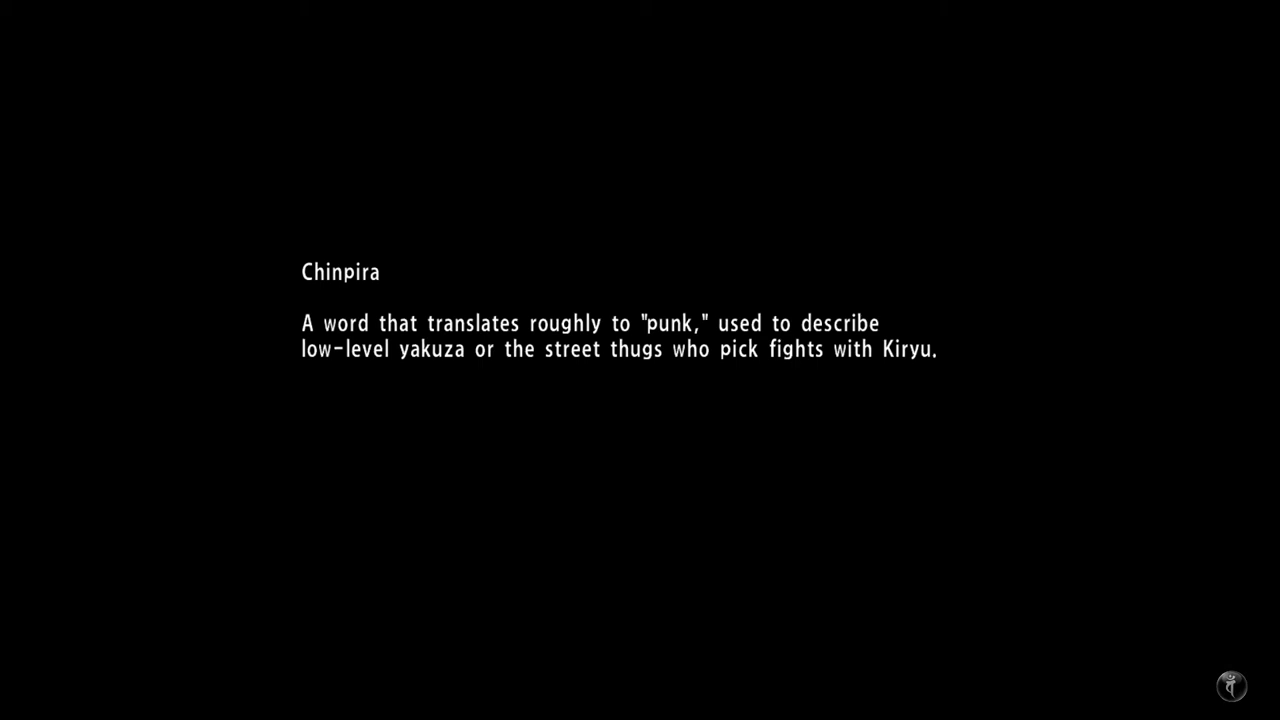 Chinpira
A word that translates roughly to "punk," used to describe
low-level yakuza or the street thugs who pick fights with Kiryu.